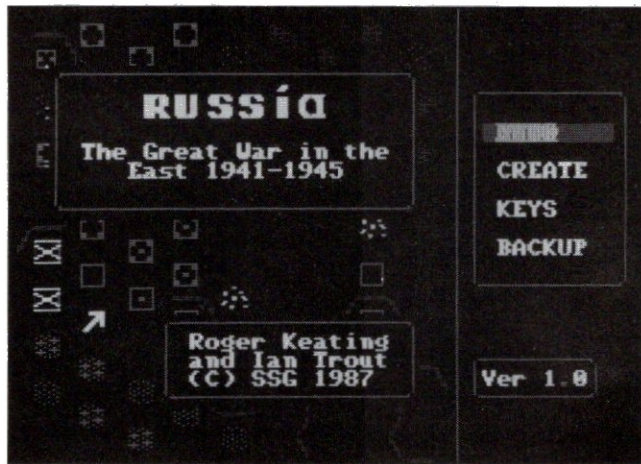 RUSSIA
The Great War in the
East 1941-1945
CREATE
KEYS
BACKUP
Roger Keating
and Ian Trout
(C) SSG 1987
Ver 1.0